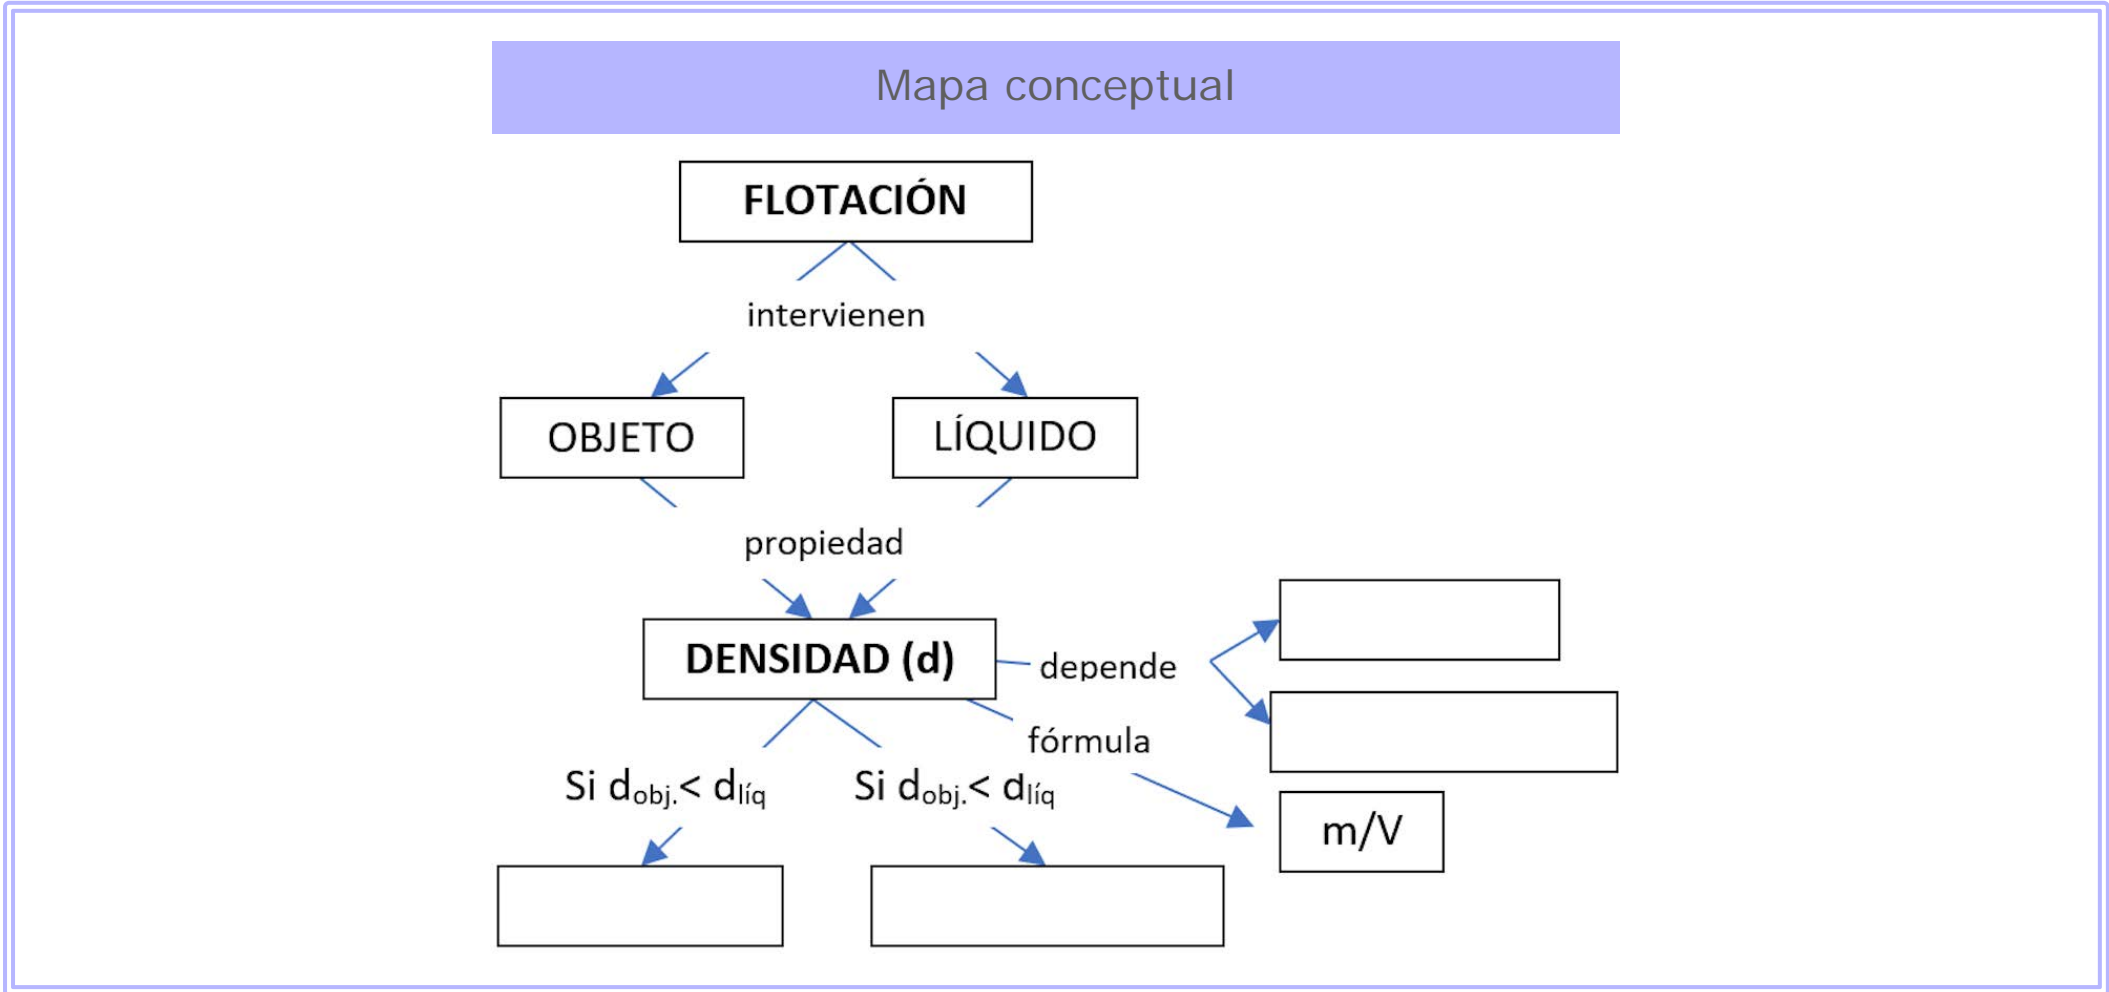 Mapa conceptual
FLOTACIÓN
intervienen
OBJETO
LÍQUIDO
propiedad
DENSIDAD (d)
depende
fórmula
Si dobj.< dlíq
Si dobj.< dlíq
m/V